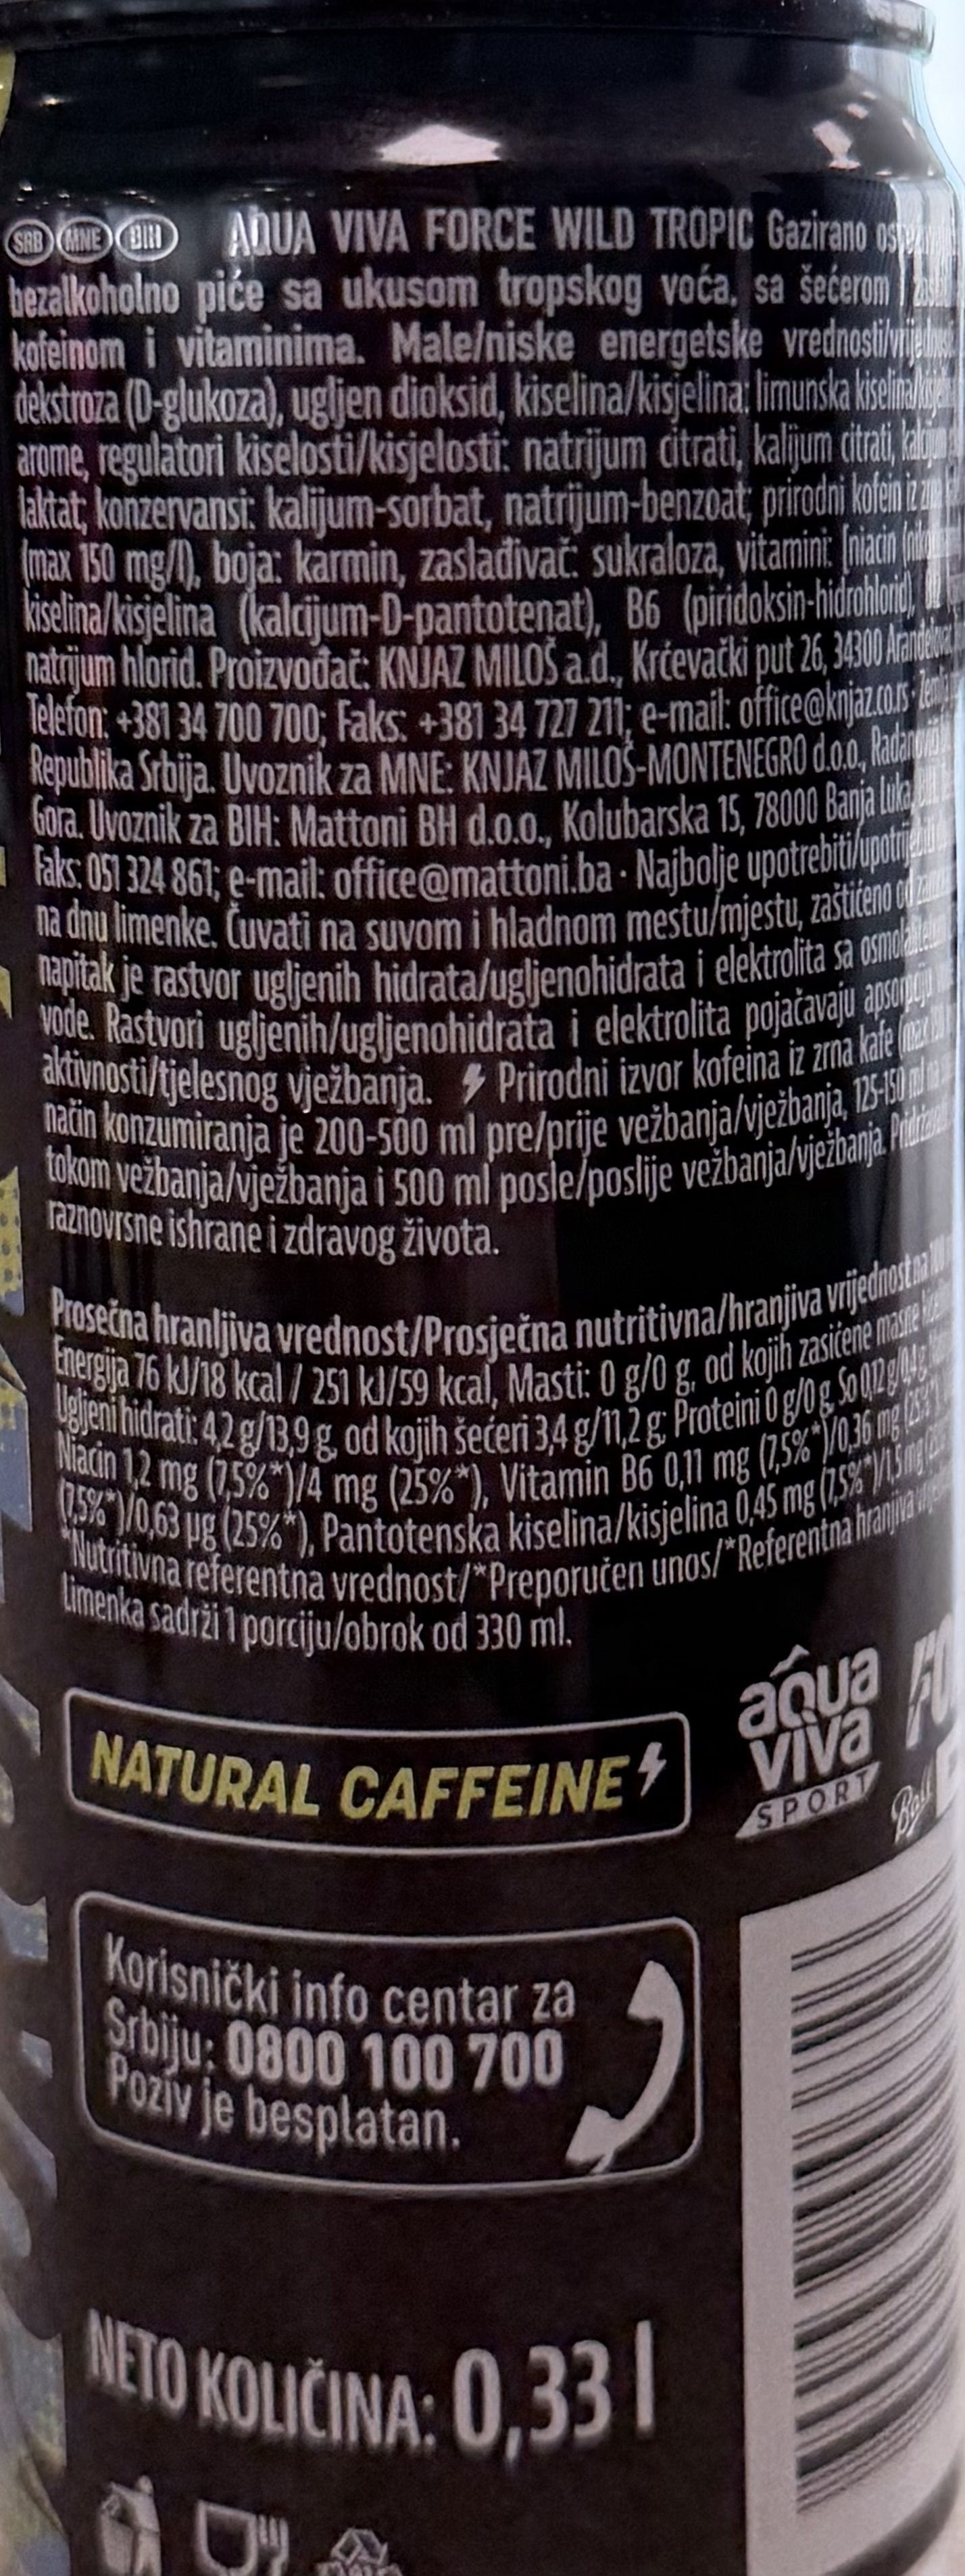 SRB MNE BIH AQUA VIVA FORCE WILD TROPIC Gazirano
bezalkoholno piće sa ukusom tropskog voća, sa šećerom i
kofeinom i vitaminima. Male/niske energetske
dekstroza (D-glukoza), ugljen dioksid, kiselina/kisjelina: limunska
arome, regulatori kiselosti/kisjelosti: natrijum citrati, kalijum citrati,
laktat; konzervansi: kalijum-sorbat, natrijum-benzoat; prirodni kofein iz
(max 150 mg/l), boja: karmin, zaslađivač: sukraloza, vitamini: [niacin
kiselina/kisjelina (kalcijum-D-pantotenat), B6 (piridoksin-hidrohlorid),
natrijum hlorid. Proizvođač: KNJAZ MILOŠ a.d., Krćevački put 26, 34300
Telefon: +381 34 700 700; Faks: +381 34 727 211; e-mail: office@knjaz.co.rs ·
Republika Srbija. Uvoznik za MNE: KNJAZ MILOŠ-MONTENEGRO d.o.o.,
Gora. Uvoznik za BIH: Mattoni BH d.o.o., Kolubarska 15, 78000 Banja Luka,
Faks: 051 324 861; e-mail: office@mattoni.ba · Najbolje
na dnu limenke. Čuvati na suvom i hladnom mestu/mjestu, zaštićeno od
napitak je rastvor ugljenih hidrata/ugljenohidrata i elektrolita sa
vode. Rastvori ugljenih/ugljenohidrata i elektrolita pojačavaju
aktivnosti/tjelesnog vježbanja. Prirodni izvor kofeina iz zrna kafe
način konzumiranja je 200-500 ml pre/prije vežbanja/vježbanja, 125-150 ml
tokom vežbanja/vježbanja i 500 ml posle/poslije vežbanja/vježbanja.
raznovrsne ishrane i zdravog života.
Prosečna hranljiva vrednost/Prosječna nutritivna/hranjiva vrijednost na
Energija 76 kJ/18 kcal / 251 kJ/59 kcal, Masti: 0 g/0 g, od kojih zasićene masne
Ugljeni hidrati: 4,2 g/13,9 g, od kojih šećeri 3,4 g/11,2 g; Proteini 0 g/0 g, So
Niacin 1,2 mg (7,5%*)/4 mg (25%*), Vitamin B6 0,11 mg (7,5%*)/0,36 mg
(7,5%*)/0,63 µg (25%*), Pantotenska kiselina/kisjelina 0,45 mg (7,5%*)/1,5 mg
*Nutritivna referentna vrednost/*Preporučen unos/*Referentna hranjiva
Limenka sadrži 1 porciju/obrok od 330 ml.
NATURAL CAFFEINE
aqua
viva
SPORT
Korisnički info centar za
Srbiju: 0800 100 700
Poziv je besplatan.
NETO KOLIČINA: 0,33 l